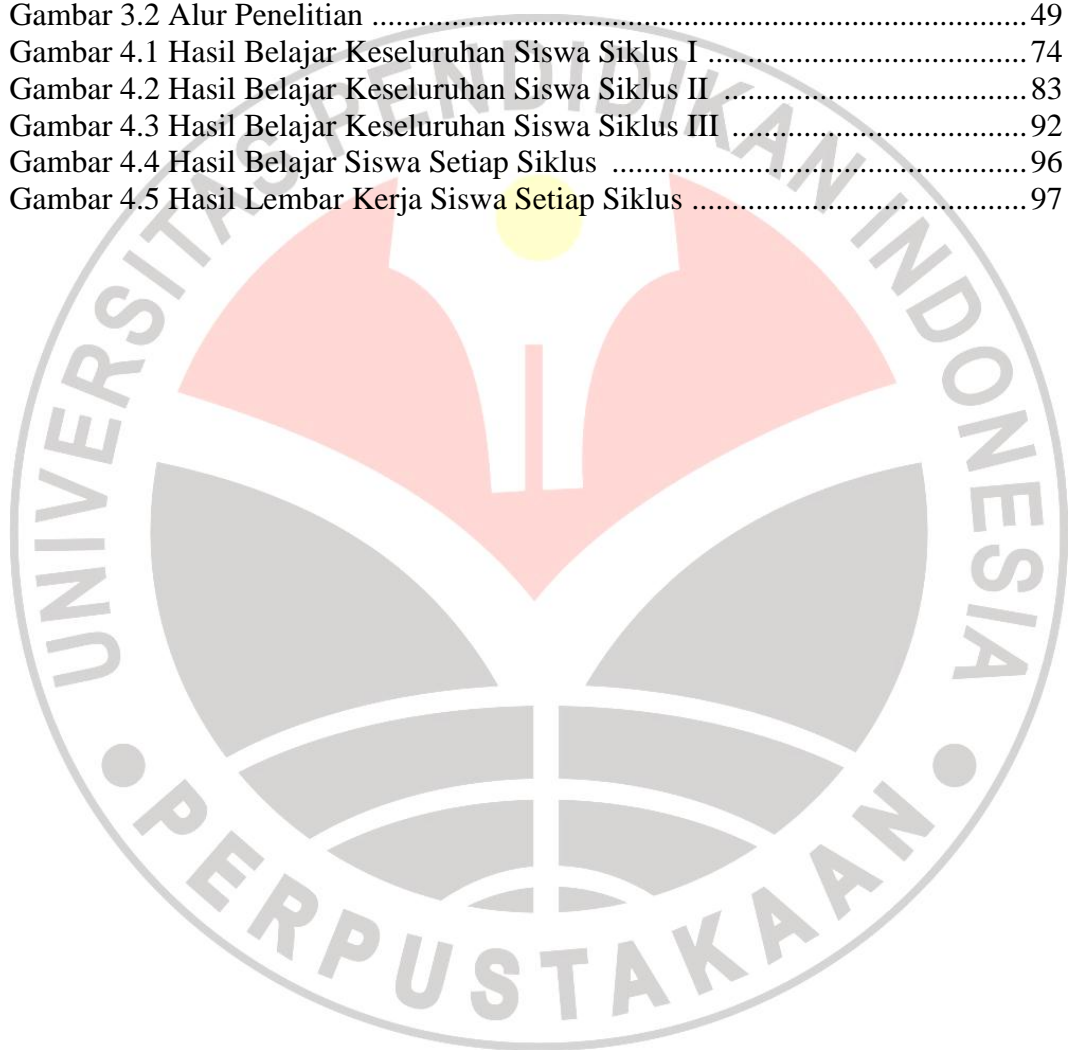 Gambar 3.2 Alur Penelitian ..................................................................................49
Gambar 4.1 Hasil Belajar Keseluruhan Siswa Siklus I ........................................74
Gambar 4.2 Hasil Belajar Keseluruhan Siswa Siklus II ......................................83
Gambar 4.3 Hasil Belajar Keseluruhan Siswa Siklus III .....................................92
Gambar 4.4 Hasil Belajar Siswa Setiap Siklus ....................................................96
Gambar 4.5 Hasil Lembar Kerja Siswa Setiap Siklus ..........................................97
UNIVERSITAS PENDIDIKAN INDONESIA
PERPUSTAKAAN